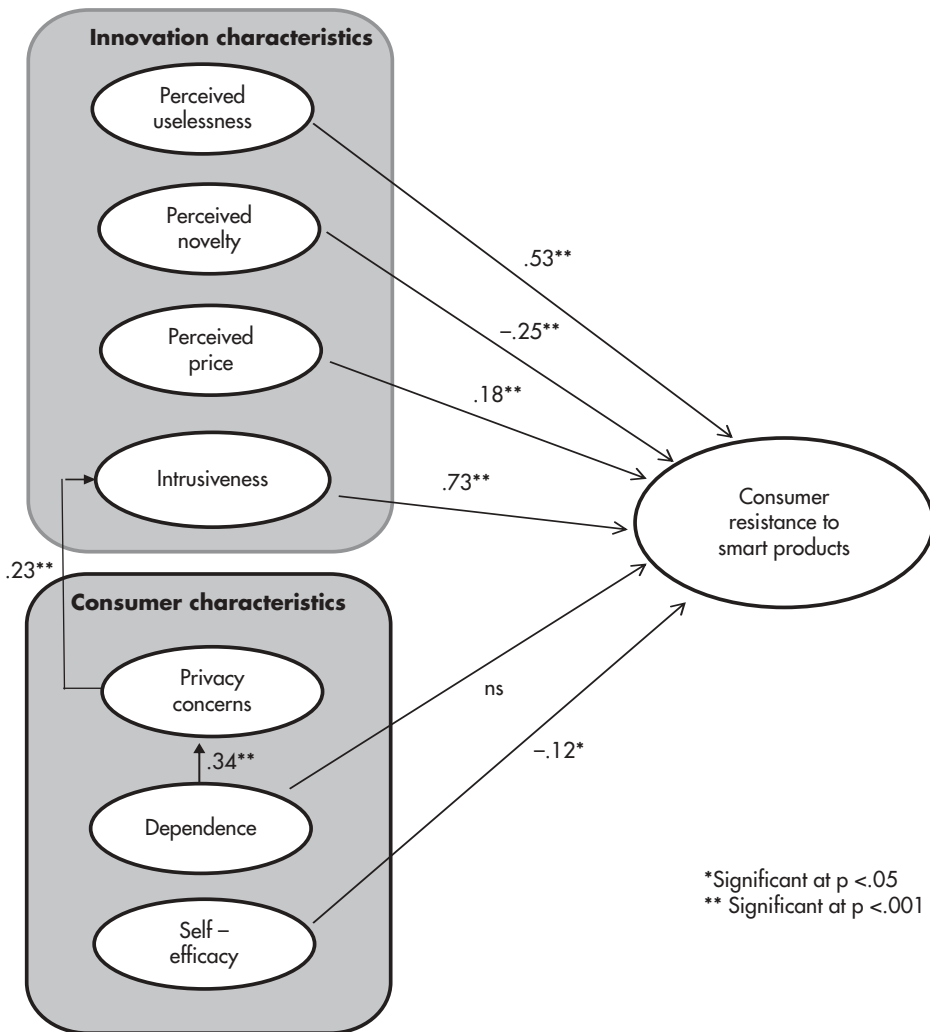 Innovation characteristics
Perceived
uselessness
Perceived
novelty
Perceived
price
Intrusiveness
.53**
–.25**
.18**
.73**
Consumer
resistance to
smart products
.23**
Consumer characteristics
Privacy
concerns
.34**
Dependence
Self –
efficacy
ns
–.12*
*Significant at p <.05
** Significant at p <.001